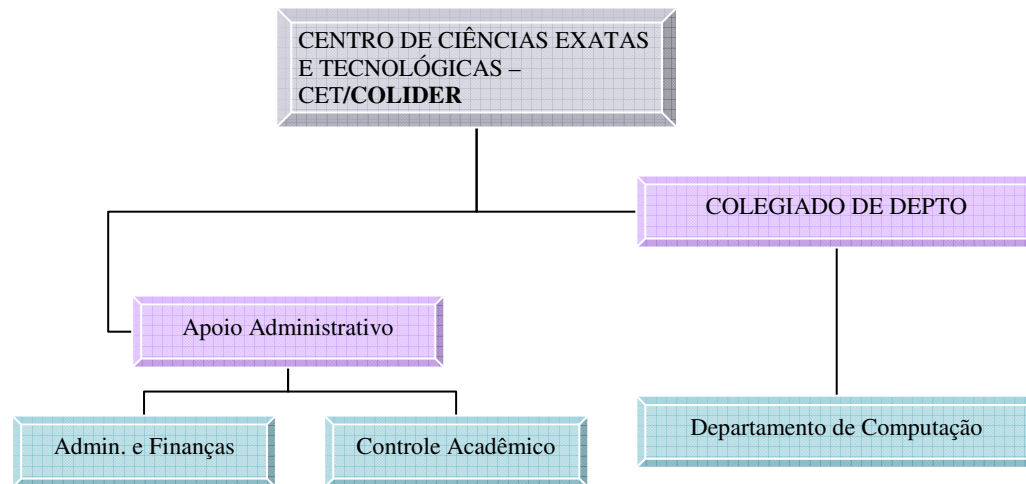 CENTRO DE CIÊNCIAS EXATAS
E TECNOLÓGICAS –
CET/COLIDER
COLEGIADO DE DEPTO
Apoio Administrativo
Admin. e Finanças
Controle Acadêmico
Departamento de Computação